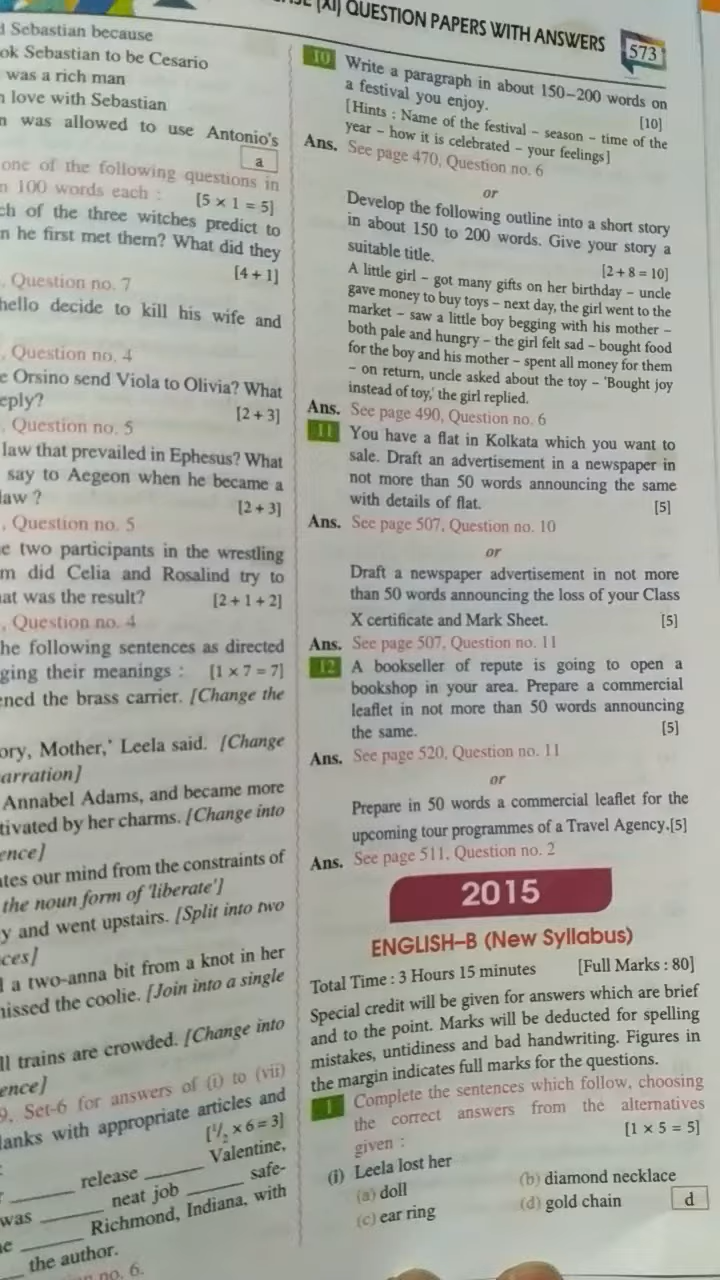 (XI) QUESTION PAPERS WITH ANSWERS
573
Sebastian because
ok Sebastian to be Cesario
was a rich man
love with Sebastian
was allowed to use Antonio's
a
one of the following questions in
100 words each : [5 × 1 = 5]
ch of the three witches predict to
he first met them? What did they
[4 + 1]
, Question no. 7
hello decide to kill his wife and
, Question no. 4
Orsino send Viola to Olivia? What
eply? [2 + 3]
, Question no. 5
law that prevailed in Ephesus? What
say to Aegeon when he became a
law ? [2 + 3]
, Question no. 5
e two participants in the wrestling
m did Celia and Rosalind try to
at was the result? [2 + 1 + 2]
, Question no. 4
he following sentences as directed
ging their meanings : [1 × 7 = 7]
ened the brass carrier. [Change the
ory, Mother,' Leela said. [Change
arration]
Annabel Adams, and became more
tivated by her charms. [Change into
ence]
ates our mind from the constraints of
the noun form of 'liberate']
y and went upstairs. [Split into two
ces]
a two-anna bit from a knot in her
issed the coolie. [Join into a single
ll trains are crowded. [Change into
ence]
9, Set-6 for answers of (i) to (vii)
lanks with appropriate articles and
[1/2 × 6 = 3]
______ release ______ Valentine,
was ______ neat job ______ safe-
______ Richmond, Indiana, with
the author.
no. 6.
10 Write a paragraph in about 150–200 words on
a festival you enjoy. [10]
[Hints : Name of the festival – season – time of the
year – how it is celebrated – your feelings]
Ans. See page 470, Question no. 6
or
Develop the following outline into a short story
in about 150 to 200 words. Give your story a
suitable title. [2 + 8 = 10]
A little girl – got many gifts on her birthday – uncle
gave money to buy toys – next day, the girl went to the
market – saw a little boy begging with his mother –
both pale and hungry – the girl felt sad – bought food
for the boy and his mother – spent all money for them
– on return, uncle asked about the toy – 'Bought joy
instead of toy,' the girl replied.
Ans. See page 490, Question no. 6
11 You have a flat in Kolkata which you want to
sale. Draft an advertisement in a newspaper in
not more than 50 words announcing the same
with details of flat. [5]
Ans. See page 507, Question no. 10
or
Draft a newspaper advertisement in not more
than 50 words announcing the loss of your Class
X certificate and Mark Sheet. [5]
Ans. See page 507, Question no. 11
12 A bookseller of repute is going to open a
bookshop in your area. Prepare a commercial
leaflet in not more than 50 words announcing
the same. [5]
Ans. See page 520, Question no. 11
or
Prepare in 50 words a commercial leaflet for the
upcoming tour programmes of a Travel Agency.[5]
Ans. See page 511, Question no. 2
2015
ENGLISH–B (New Syllabus)
Total Time : 3 Hours 15 minutes [Full Marks : 80]
Special credit will be given for answers which are brief
and to the point. Marks will be deducted for spelling
mistakes, untidiness and bad handwriting. Figures in
the margin indicates full marks for the questions.
1 Complete the sentences which follow, choosing
the correct answers from the alternatives
given : [1 × 5 = 5]
(i) Leela lost her
(a) doll (b) diamond necklace
(c) ear ring (d) gold chain d